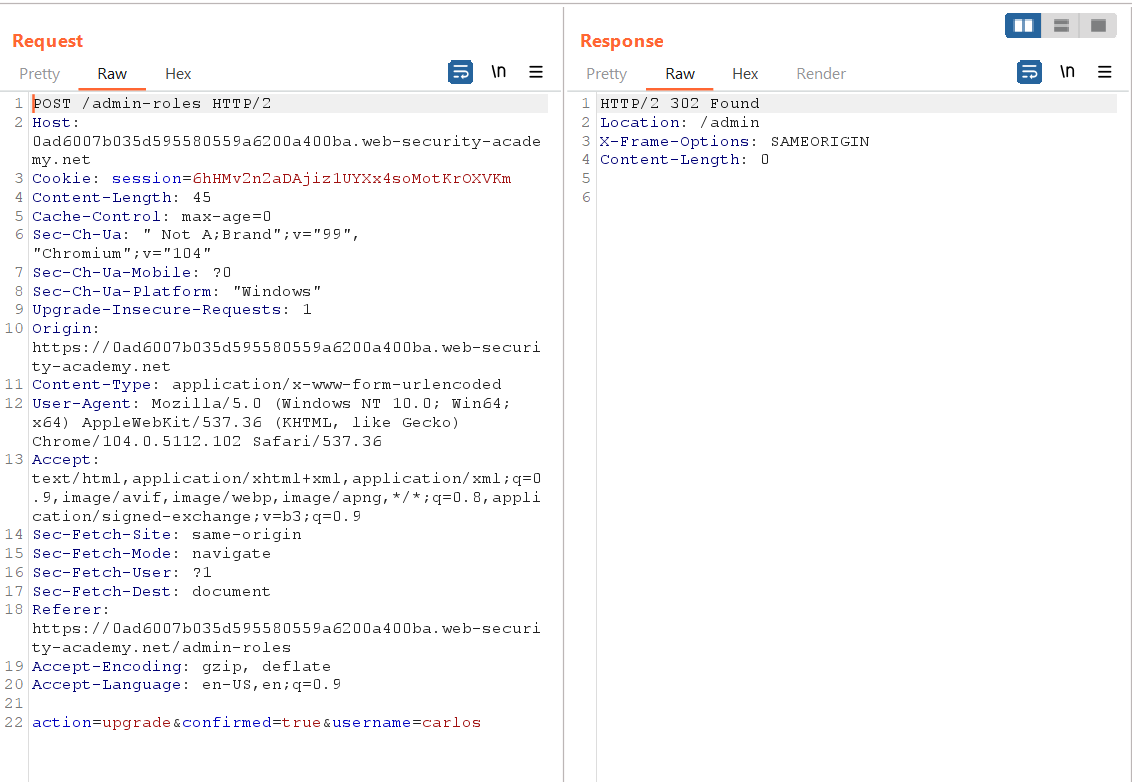 Request
Pretty Raw Hex \n
1 POST /admin-roles HTTP/2
2 Host:
0ad6007b035d595580559a6200a400ba.web-security-acade
my.net
3 Cookie: session=6hHMv2n2aDAjiz1UYXx4soMotKrOXVKm
4 Content-Length: 45
5 Cache-Control: max-age=0
6 Sec-Ch-Ua: " Not A;Brand";v="99",
"Chromium";v="104"
7 Sec-Ch-Ua-Mobile: ?0
8 Sec-Ch-Ua-Platform: "Windows"
9 Upgrade-Insecure-Requests: 1
10 Origin:
https://0ad6007b035d595580559a6200a400ba.web-securi
ty-academy.net
11 Content-Type: application/x-www-form-urlencoded
12 User-Agent: Mozilla/5.0 (Windows NT 10.0; Win64;
x64) AppleWebKit/537.36 (KHTML, like Gecko)
Chrome/104.0.5112.102 Safari/537.36
13 Accept:
text/html,application/xhtml+xml,application/xml;q=0
.9,image/avif,image/webp,image/apng,*/*;q=0.8,appli
cation/signed-exchange;v=b3;q=0.9
14 Sec-Fetch-Site: same-origin
15 Sec-Fetch-Mode: navigate
16 Sec-Fetch-User: ?1
17 Sec-Fetch-Dest: document
18 Referer:
https://0ad6007b035d595580559a6200a400ba.web-securi
ty-academy.net/admin-roles
19 Accept-Encoding: gzip, deflate
20 Accept-Language: en-US,en;q=0.9
21
22 action=upgrade&confirmed=true&username=carlos
Response
Pretty Raw Hex Render \n
1 HTTP/2 302 Found
2 Location: /admin
3 X-Frame-Options: SAMEORIGIN
4 Content-Length: 0
5
6